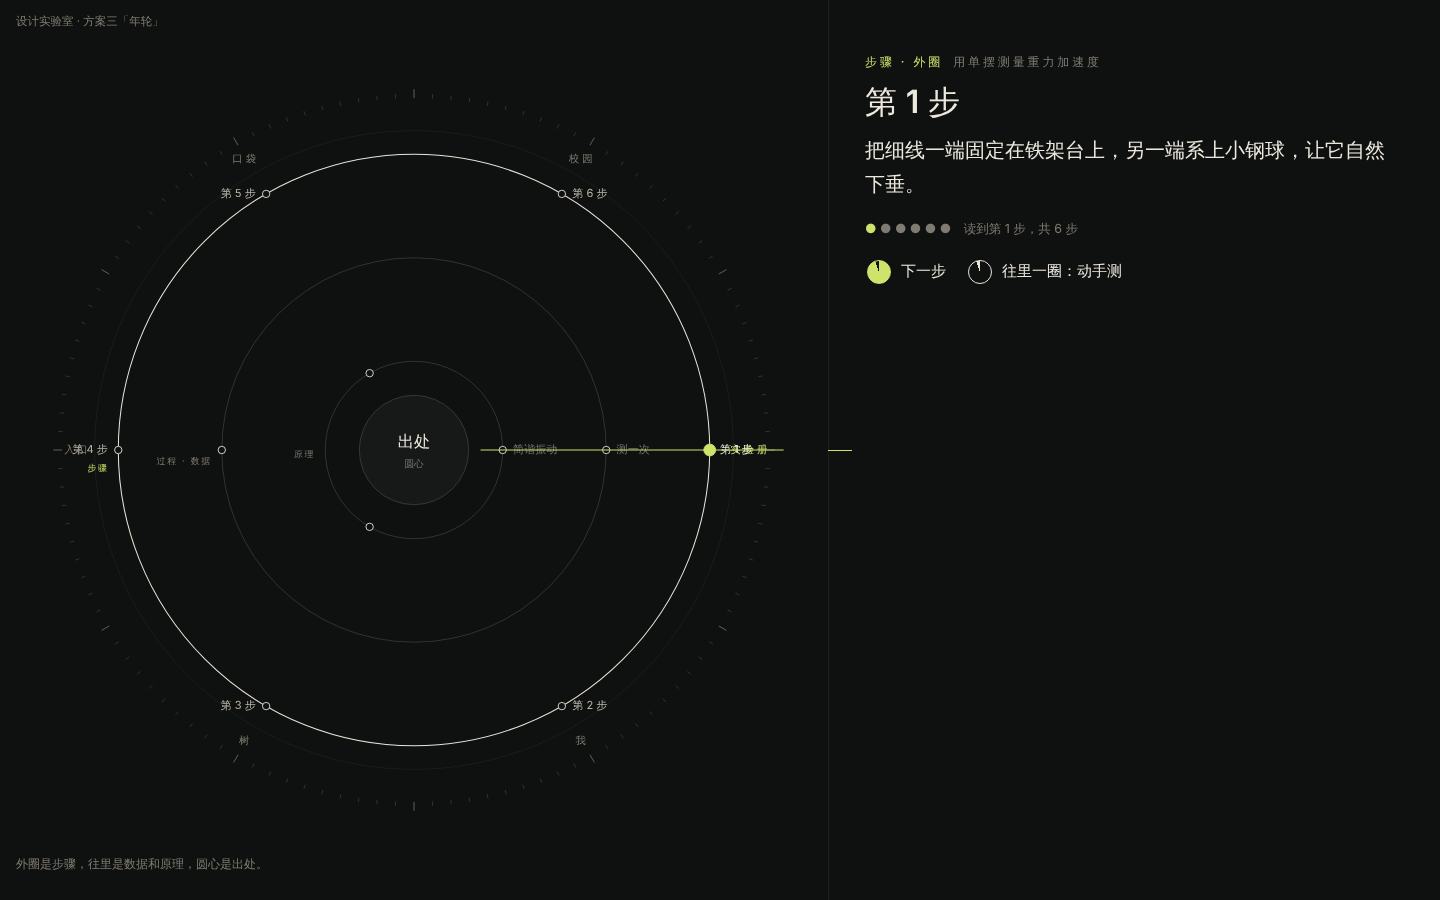 设计实验室 · 方案三「年轮」
步骤 · 外圈 用单摆测量重力加速度
第 1 步
把细线一端固定在铁架台上，另一端系上小钢球，让它自然
下垂。
读到第 1 步，共 6 步
下一步 往里一圈：动手测
口袋 校园
第 5 步 第 6 步
第 4 步
步骤
过程 · 数据
原理
出处
圆心
简谐振动
测一次
第 3 步 第 2 步
树 我
外圈是步骤，往里是数据和原理，圆心是出处。